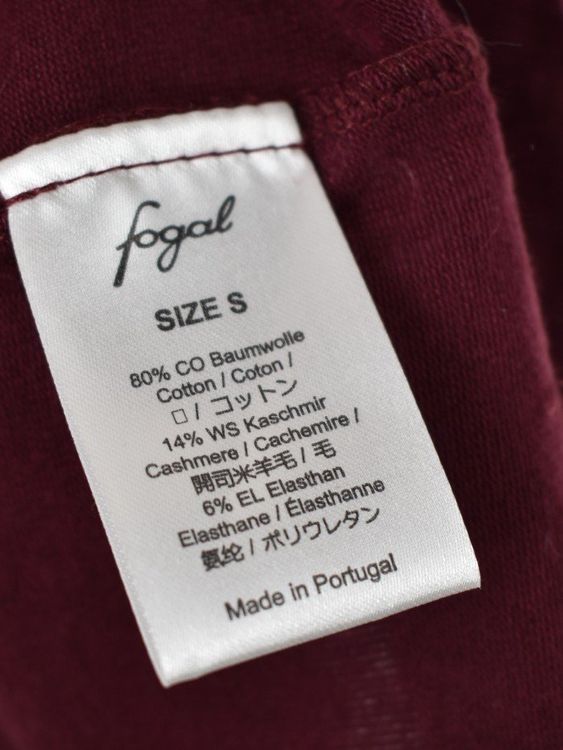 fogal
SIZE S
80% CO Baumwolle
Cotton / Coton /
□ / コットン
14% WS Kaschmir
Cashmere / Cachemire /
開司米羊毛 / 毛
6% EL Elasthan
Elasthane / Élasthanne
氨纶 / ポリウレタン
Made in Portugal